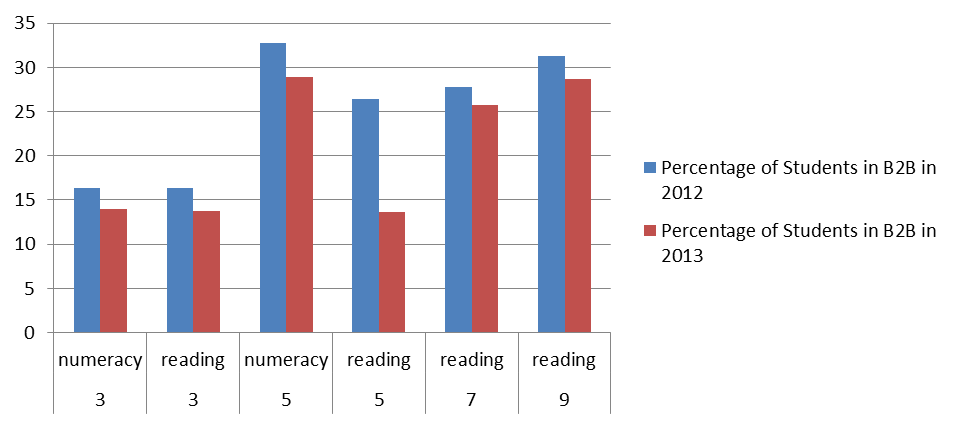 35
30
25
20
15
10
5
0
numeracy reading numeracy reading reading reading
3 3 5 5 7 9
Percentage of Students in B2B in
2012
Percentage of Students in B2B in
2013